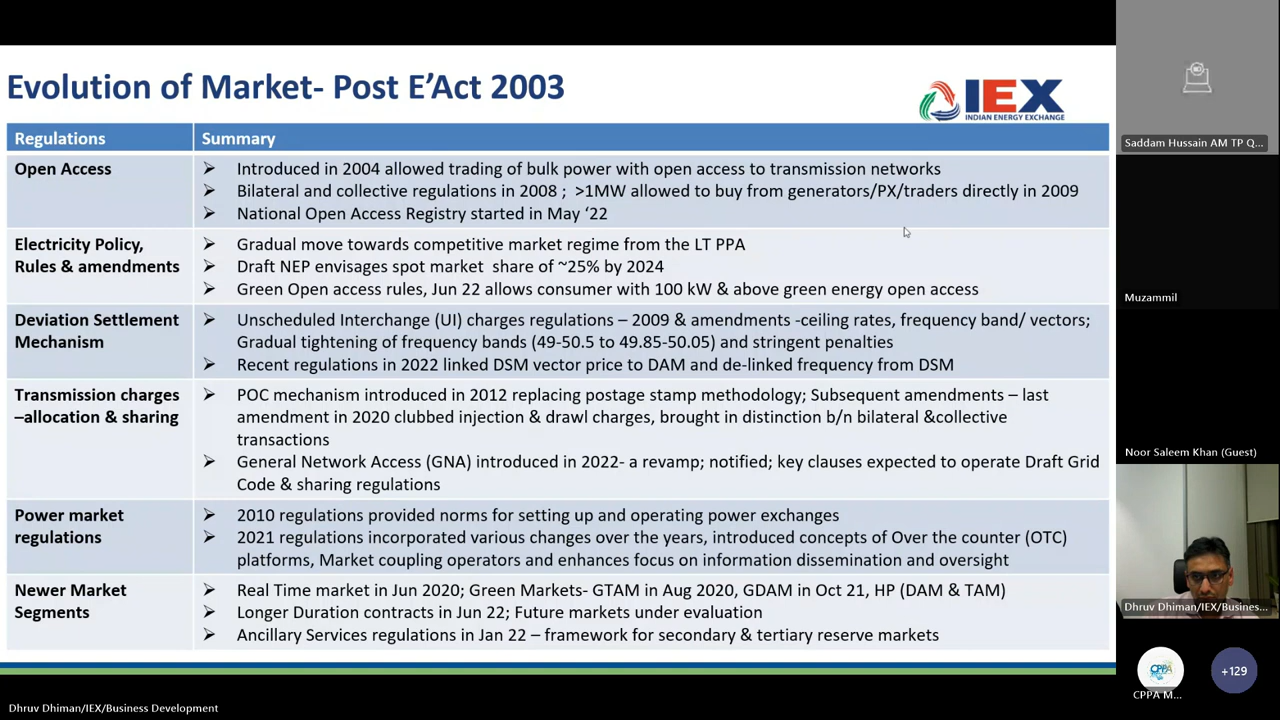 Evolution of Market- Post E'Act 2003
IEX
INDIAN ENERGY EXCHANGE
Regulations
Summary
Open Access
➢ Introduced in 2004 allowed trading of bulk power with open access to transmission networks
➢ Bilateral and collective regulations in 2008 ; >1MW allowed to buy from generators/PX/traders directly in 2009
➢ National Open Access Registry started in May '22
Electricity Policy,
Rules & amendments
➢ Gradual move towards competitive market regime from the LT PPA
➢ Draft NEP envisages spot market share of ~25% by 2024
➢ Green Open access rules, Jun 22 allows consumer with 100 kW & above green energy open access
Deviation Settlement
Mechanism
➢ Unscheduled Interchange (UI) charges regulations – 2009 & amendments -ceiling rates, frequency band/ vectors;
Gradual tightening of frequency bands (49-50.5 to 49.85-50.05) and stringent penalties
➢ Recent regulations in 2022 linked DSM vector price to DAM and de-linked frequency from DSM
Transmission charges
–allocation & sharing
➢ POC mechanism introduced in 2012 replacing postage stamp methodology; Subsequent amendments – last
amendment in 2020 clubbed injection & drawl charges, brought in distinction b/n bilateral &collective
transactions
➢ General Network Access (GNA) introduced in 2022- a revamp; notified; key clauses expected to operate Draft Grid
Code & sharing regulations
Power market
regulations
➢ 2010 regulations provided norms for setting up and operating power exchanges
➢ 2021 regulations incorporated various changes over the years, introduced concepts of Over the counter (OTC)
platforms, Market coupling operators and enhances focus on information dissemination and oversight
Newer Market
Segments
➢ Real Time market in Jun 2020; Green Markets- GTAM in Aug 2020, GDAM in Oct 21, HP (DAM & TAM)
➢ Longer Duration contracts in Jun 22; Future markets under evaluation
➢ Ancillary Services regulations in Jan 22 – framework for secondary & tertiary reserve markets
Dhruv Dhiman/IEX/Business Development
Saddam Hussain AM TP Q...
Muzammil
Noor Saleem Khan (Guest)
Dhruv Dhiman/IEX/Busines...
CPPA
CPPA M...
+129